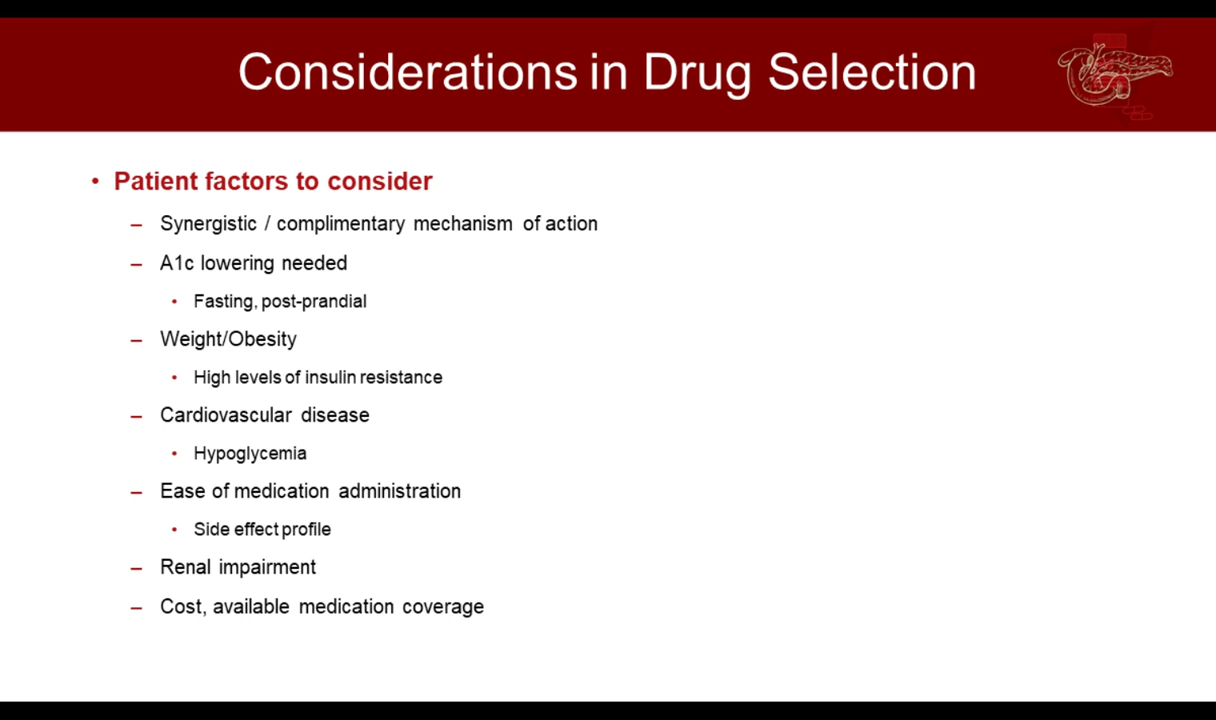 Considerations in Drug Selection
• Patient factors to consider
– Synergistic / complimentary mechanism of action
– A1c lowering needed
• Fasting, post-prandial
– Weight/Obesity
• High levels of insulin resistance
– Cardiovascular disease
• Hypoglycemia
– Ease of medication administration
• Side effect profile
– Renal impairment
– Cost, available medication coverage